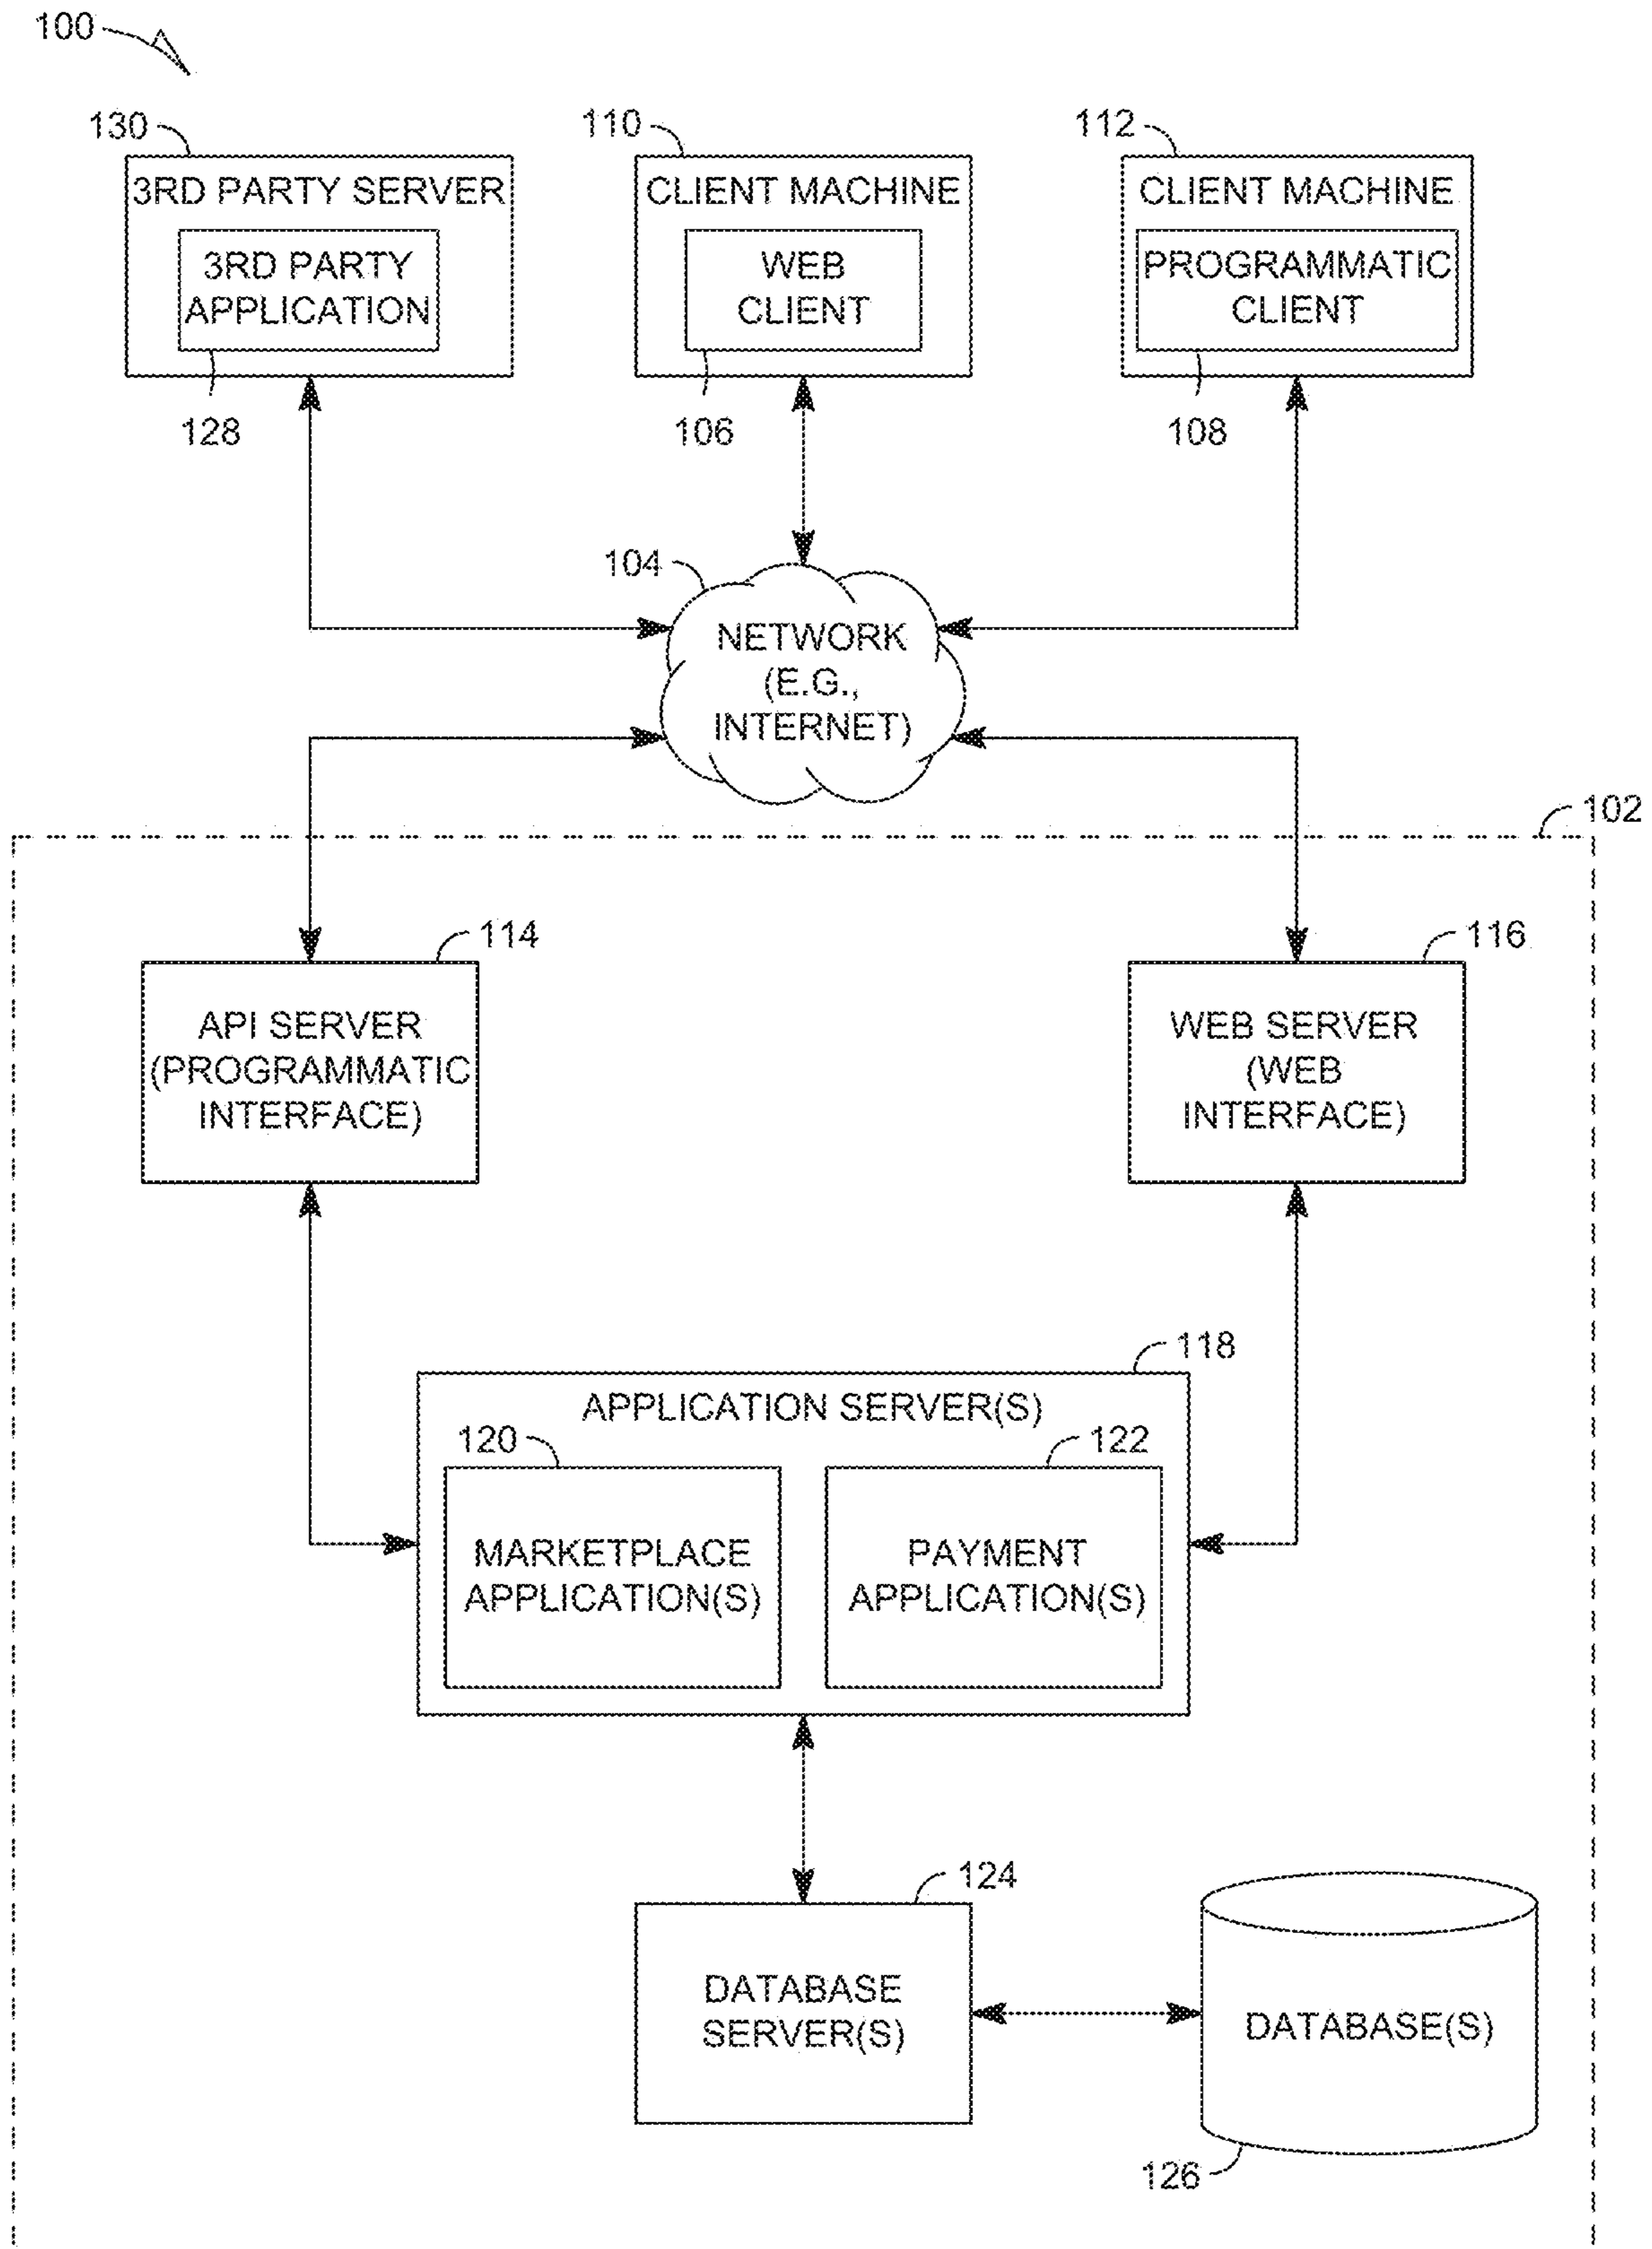 100
130
110
112
3RD PARTY SERVER
3RD PARTY
APPLICATION
128
CLIENT MACHINE
WEB
CLIENT
106
CLIENT MACHINE
PROGRAMMATIC
CLIENT
108
104
NETWORK
(E.G.,
INTERNET)
102
114
API SERVER
(PROGRAMMATIC
INTERFACE)
116
WEB SERVER
(WEB
INTERFACE)
118
APPLICATION SERVER(S)
120
MARKETPLACE
APPLICATION(S)
122
PAYMENT
APPLICATION(S)
124
DATABASE
SERVER(S)
DATABASE(S)
126